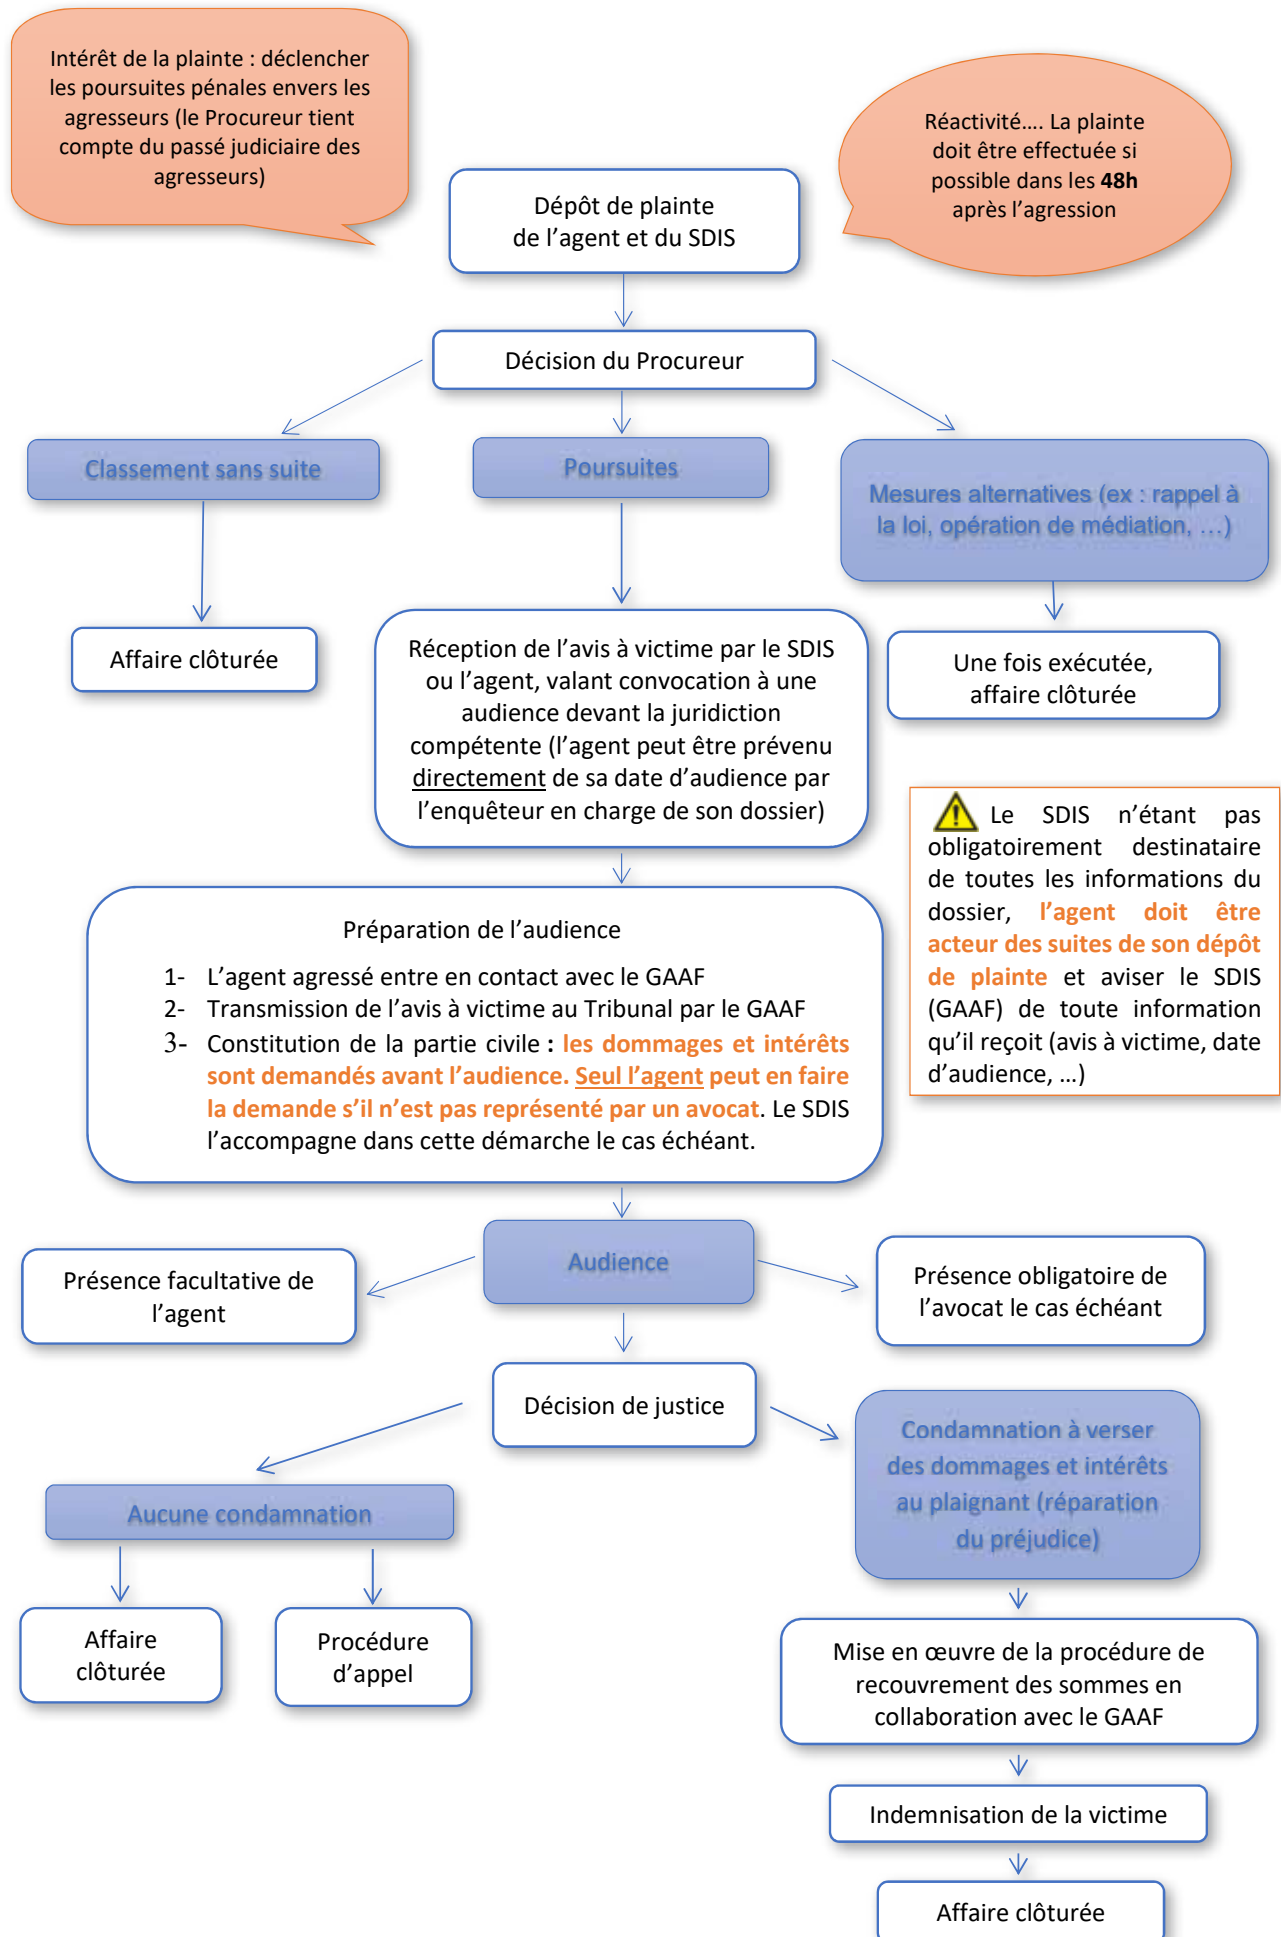 Intérêt de la plainte : déclencher
les poursuites pénales envers les
agresseurs (le Procureur tient
compte du passé judiciaire des
agresseurs)
Réactivité.... La plainte
doit être effectuée si
possible dans les 48h
après l’agression
Dépôt de plainte
de l’agent et du SDIS
Décision du Procureur
Classement sans suite
Poursuites
Mesures alternatives (ex : rappel à
la loi, opération de médiation, …)
Affaire clôturée
Réception de l’avis à victime par le SDIS
ou l’agent, valant convocation à une
audience devant la juridiction
compétente (l’agent peut être prévenu
directement de sa date d’audience par
l’enquêteur en charge de son dossier)
Une fois exécutée,
affaire clôturée
Le SDIS n’étant pas
obligatoirement destinataire
de toutes les informations du
dossier, l’agent doit être
acteur des suites de son dépôt
de plainte et aviser le SDIS
(GAAF) de toute information
qu’il reçoit (avis à victime, date
d’audience, …)
Préparation de l’audience
1- L’agent agressé entre en contact avec le GAAF
2- Transmission de l’avis à victime au Tribunal par le GAAF
3- Constitution de la partie civile : les dommages et intérêts
sont demandés avant l’audience. Seul l’agent peut en faire
la demande s’il n’est pas représenté par un avocat. Le SDIS
l’accompagne dans cette démarche le cas échéant.
Audience
Présence facultative de
l’agent
Présence obligatoire de
l’avocat le cas échéant
Décision de justice
Condamnation à verser
des dommages et intérêts
au plaignant (réparation
du préjudice)
Aucune condamnation
Affaire
clôturée
Procédure
d’appel
Mise en œuvre de la procédure de
recouvrement des sommes en
collaboration avec le GAAF
Indemnisation de la victime
Affaire clôturée